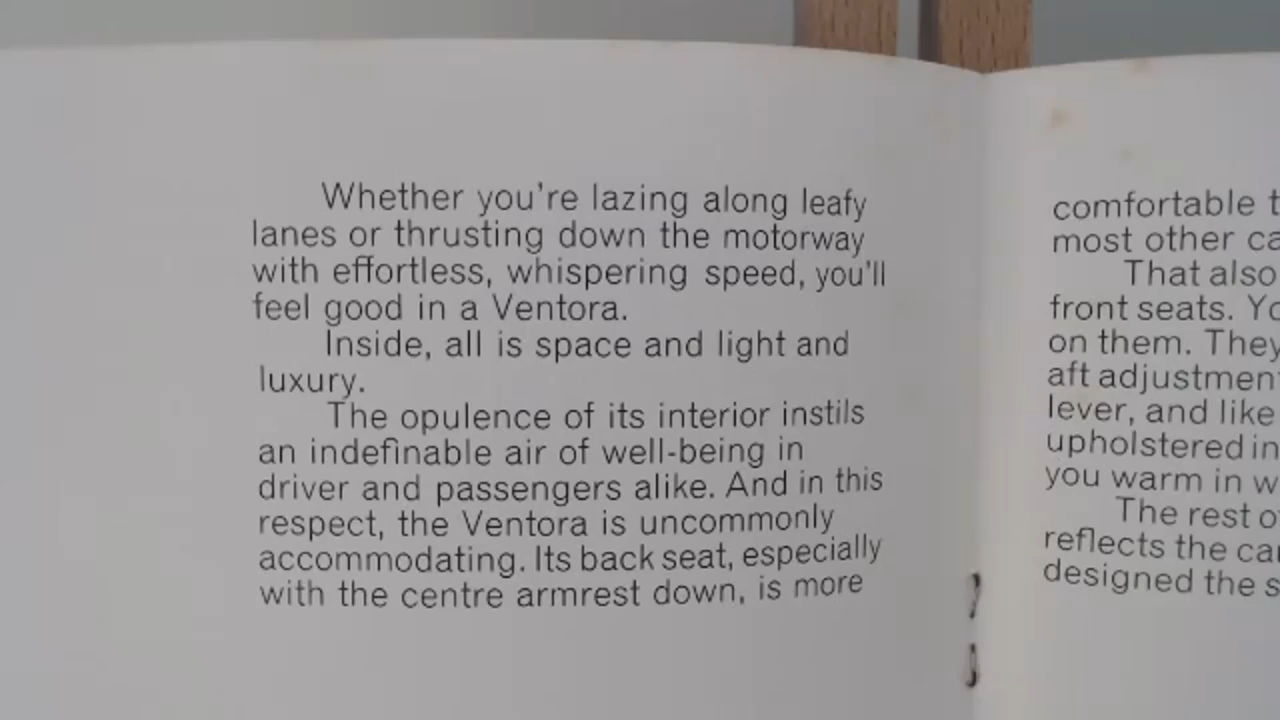 Whether you're lazing along leafy
lanes or thrusting down the motorway
with effortless, whispering speed, you'll
feel good in a Ventora.
Inside, all is space and light and
luxury.
The opulence of its interior instils
an indefinable air of well-being in
driver and passengers alike. And in this
respect, the Ventora is uncommonly
accommodating. Its back seat, especially
with the centre armrest down, is more
comfortable
most other
That also
front seats.
on them. They
aft
lever, and like
upholstered in
you warm in
The rest
reflects the
designed the